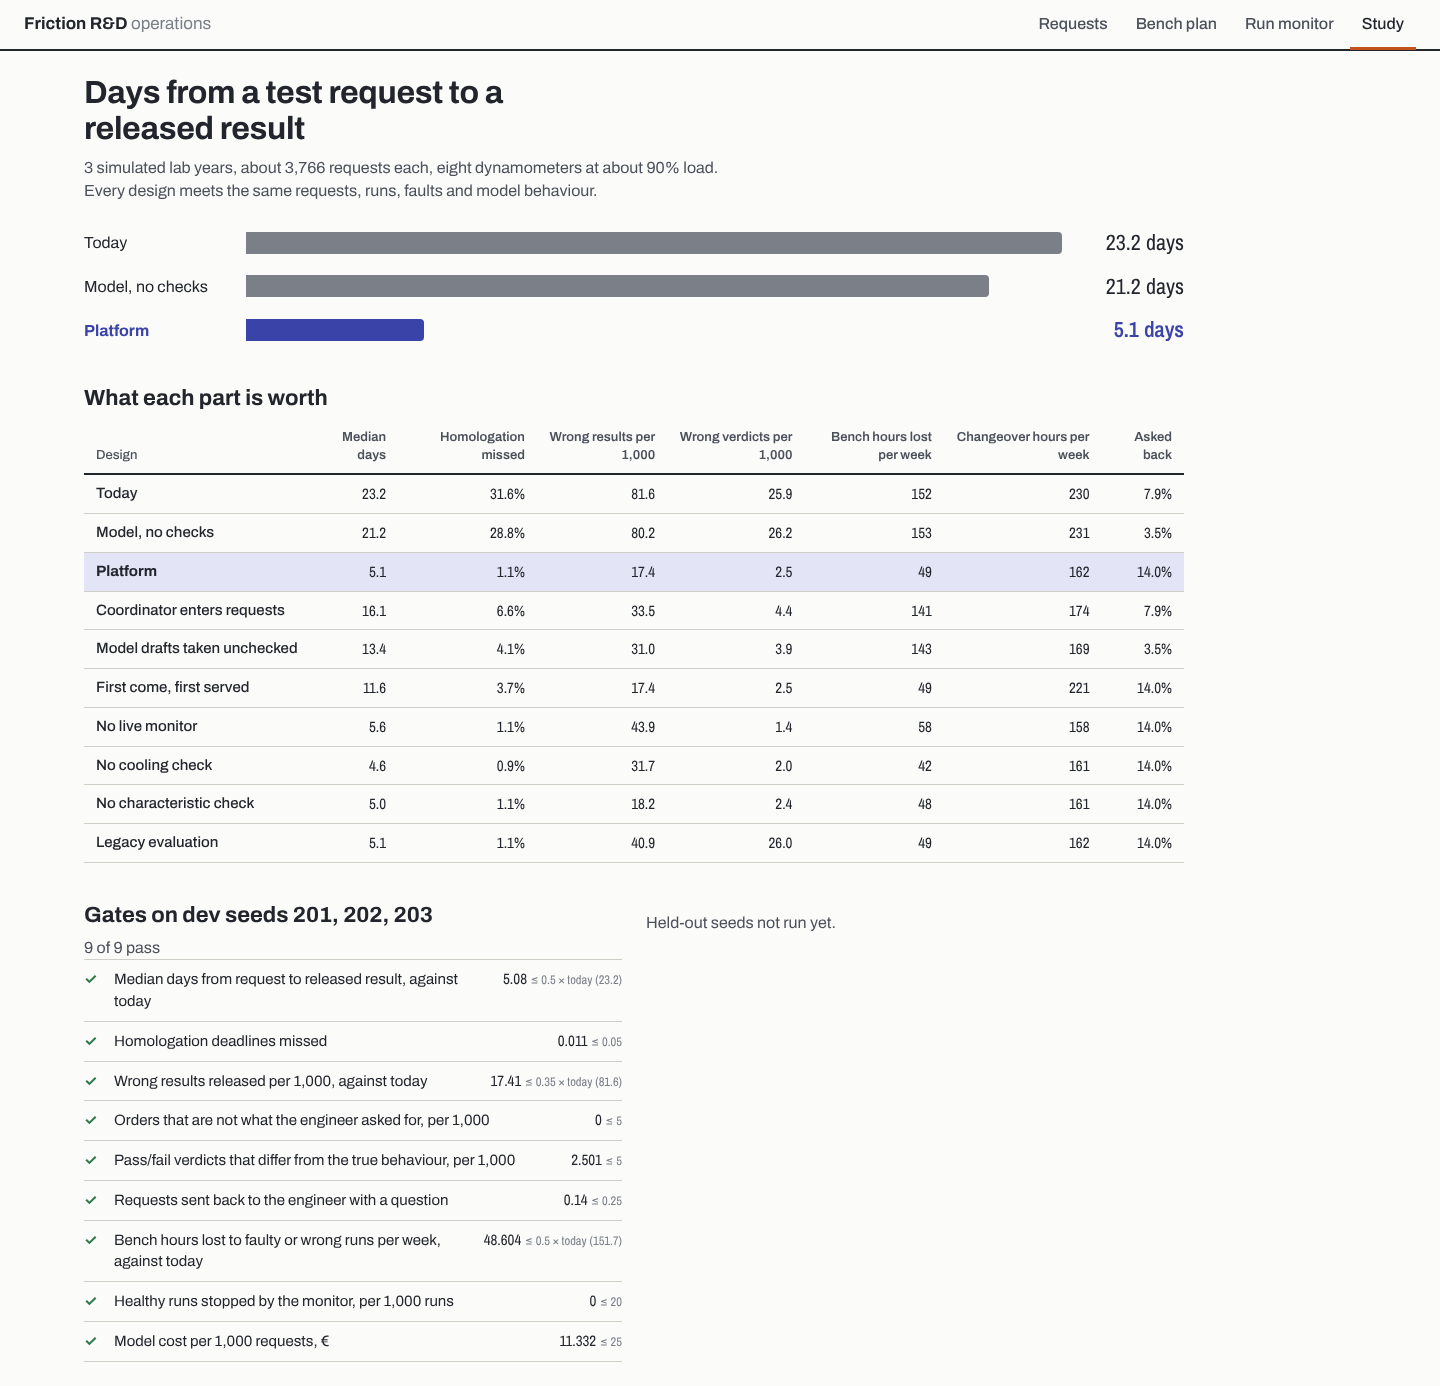 Friction R&D operations
Requests Bench plan Run monitor Study
Days from a test request to a
released result
3 simulated lab years, about 3,766 requests each, eight dynamometers at about 90% load.
Every design meets the same requests, runs, faults and model behaviour.
Today 23.2 days
Model, no checks 21.2 days
Platform 5.1 days
What each part is worth
Design Median days Homologation missed Wrong results per 1,000 Wrong verdicts per 1,000 Bench hours lost per week Changeover hours per week Asked back
Today 23.2 31.6% 81.6 25.9 152 230 7.9%
Model, no checks 21.2 28.8% 80.2 26.2 153 231 3.5%
Platform 5.1 1.1% 17.4 2.5 49 162 14.0%
Coordinator enters requests 16.1 6.6% 33.5 4.4 141 174 7.9%
Model drafts taken unchecked 13.4 4.1% 31.0 3.9 143 169 3.5%
First come, first served 11.6 3.7% 17.4 2.5 49 221 14.0%
No live monitor 5.6 1.1% 43.9 1.4 58 158 14.0%
No cooling check 4.6 0.9% 31.7 2.0 42 161 14.0%
No characteristic check 5.0 1.1% 18.2 2.4 48 161 14.0%
Legacy evaluation 5.1 1.1% 40.9 26.0 49 162 14.0%
Gates on dev seeds 201, 202, 203
9 of 9 pass
✓ Median days from request to released result, against today 5.08 ≤ 0.5 × today (23.2)
✓ Homologation deadlines missed 0.011 ≤ 0.05
✓ Wrong results released per 1,000, against today 17.41 ≤ 0.35 × today (81.6)
✓ Orders that are not what the engineer asked for, per 1,000 0 ≤ 5
✓ Pass/fail verdicts that differ from the true behaviour, per 1,000 2.501 ≤ 5
✓ Requests sent back to the engineer with a question 0.14 ≤ 0.25
✓ Bench hours lost to faulty or wrong runs per week, against today 48.604 ≤ 0.5 × today (151.7)
✓ Healthy runs stopped by the monitor, per 1,000 runs 0 ≤ 20
✓ Model cost per 1,000 requests, € 11.332 ≤ 25
Held-out seeds not run yet.